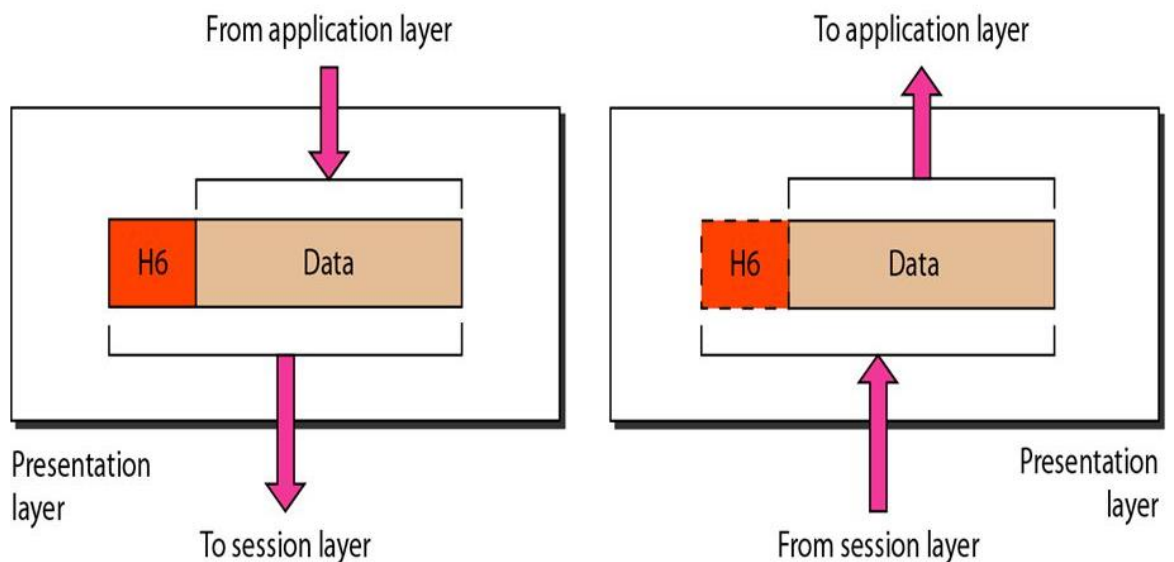 From application layer
To application layer
H6
Data
H6
Data
Presentation
layer
Presentation
layer
To session layer
From session layer